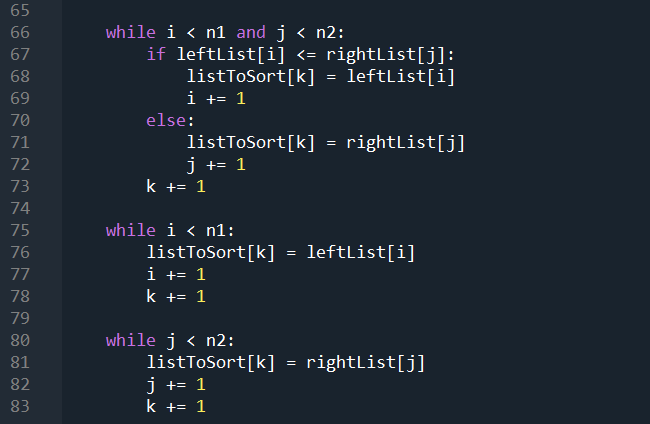 65
66 while i < n1 and j < n2:
67 if leftList[i] <= rightList[j]:
68 listToSort[k] = leftList[i]
69 i += 1
70 else:
71 listToSort[k] = rightList[j]
72 j += 1
73 k += 1
74
75 while i < n1:
76 listToSort[k] = leftList[i]
77 i += 1
78 k += 1
79
80 while j < n2:
81 listToSort[k] = rightList[j]
82 j += 1
83 k += 1